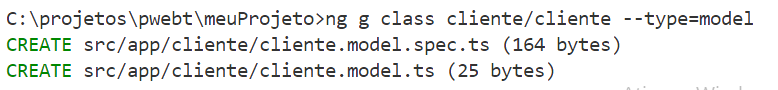 C:\projetos\pwebt\meuProjeto>ng g class cliente/cliente --type=model
CREATE src/app/cliente/cliente.model.spec.ts (164 bytes)
CREATE src/app/cliente/cliente.model.ts (25 bytes)